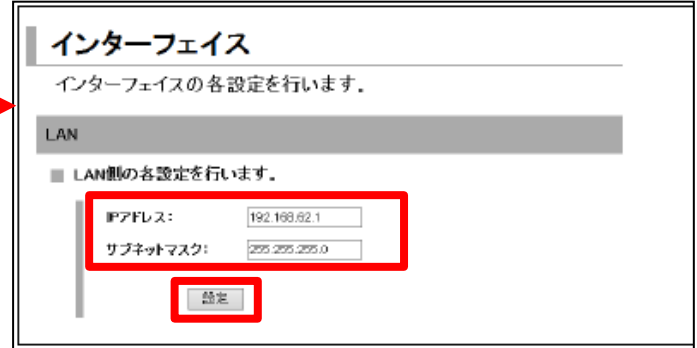 インターフェイス
インターフェイスの各設定を行います。
LAN
LAN側の各設定を行います。
IPアドレス: 192.168.62.1
サブネットマスク: 255.255.255.0
設定